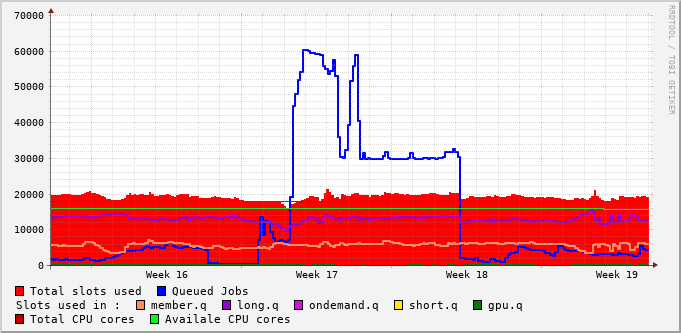 70000
60000
50000
40000
30000
20000
10000
0
Week 16 Week 17 Week 18 Week 19
RRDTOOL / TOBI OETIKER
Total slots used Queued Jobs
Slots used in : member.q long.q ondemand.q short.q gpu.q
Total CPU cores Availale CPU cores